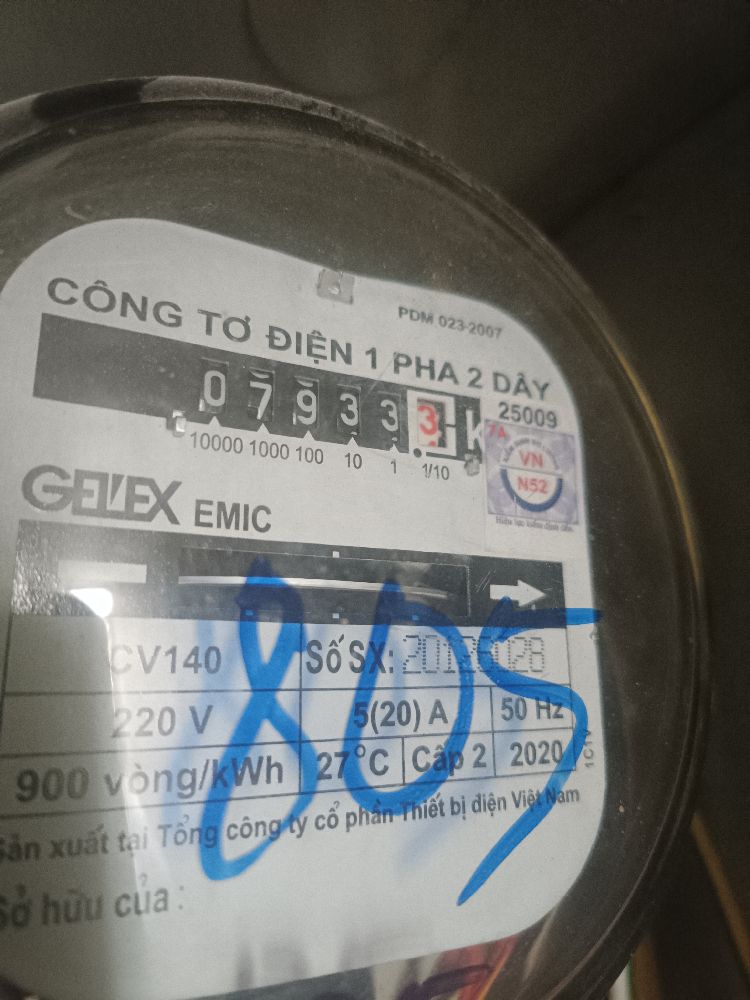 CÔNG TƠ ĐIỆN 1 PHA 2 DÂY
PDM 023-2007
0 7 9 3 3 3 k
10000 1000 100 10 1 1/10
25009
7A
VN
N52
GELEX EMIC
805
CV140 Số SX:
220 V 5(20) A 50 Hz
900 vòng/kWh 27°C Cấp 2 2020
Sản xuất tại Tổng công ty cổ phần Thiết bị điện Việt Nam
Sở hữu của :